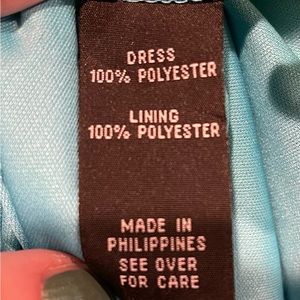 DRESS
100% POLYESTER
LINING
100% POLYESTER
MADE IN
PHILIPPINES
SEE OVER
FOR CARE